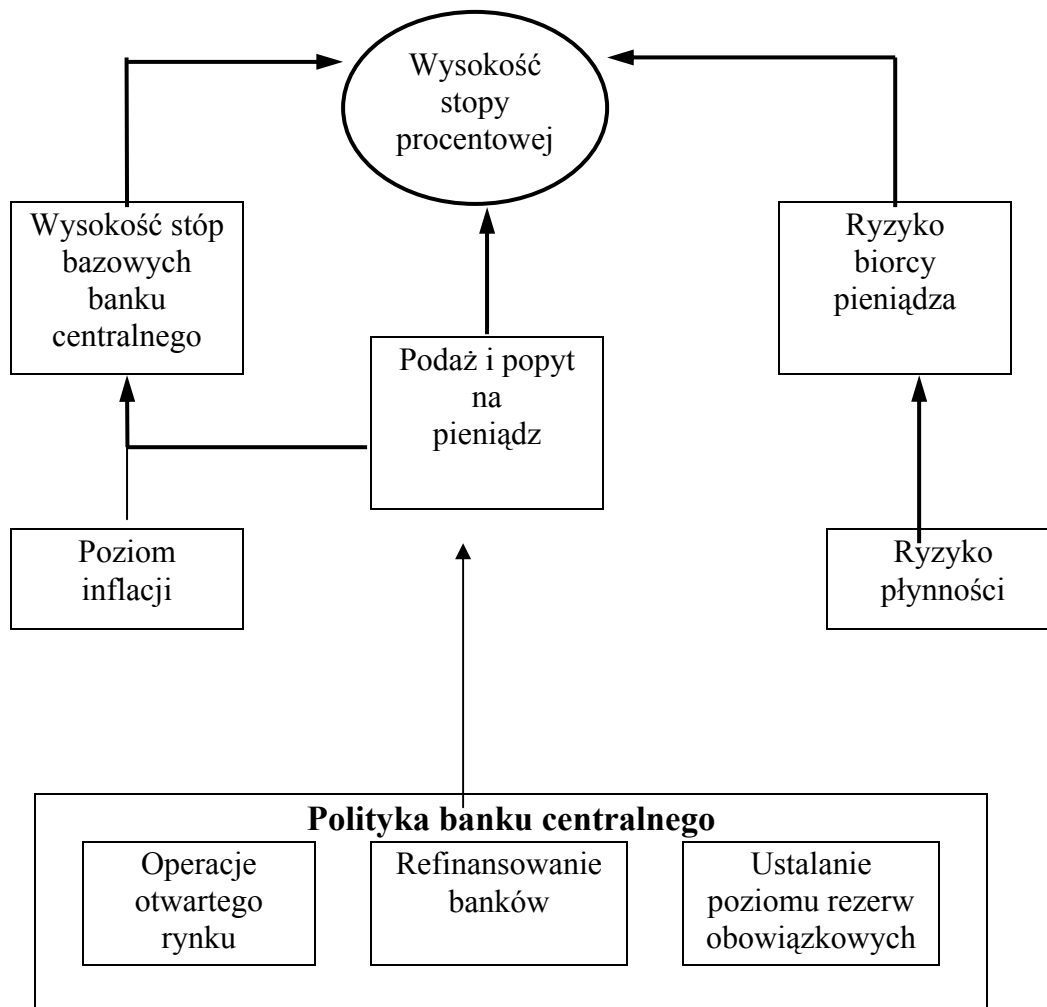 Wysokość
stopy
procentowej
Wysokość stóp
bazowych
banku
centralnego
Ryzyko
biorcy
pieniądza
Podaż i popyt
na
pieniądz
Poziom
inflacji
Ryzyko
płynności
Polityka banku centralnego
Operacje
otwartego
rynku
Refinansowanie
banków
Ustalanie
poziomu rezerw
obowiązkowych